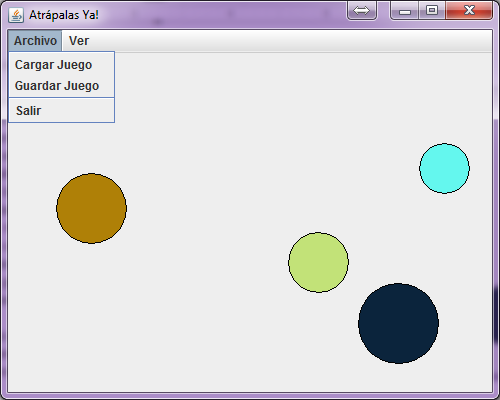 Atrápalas Ya!
Archivo Ver
Cargar Juego
Guardar Juego
Salir